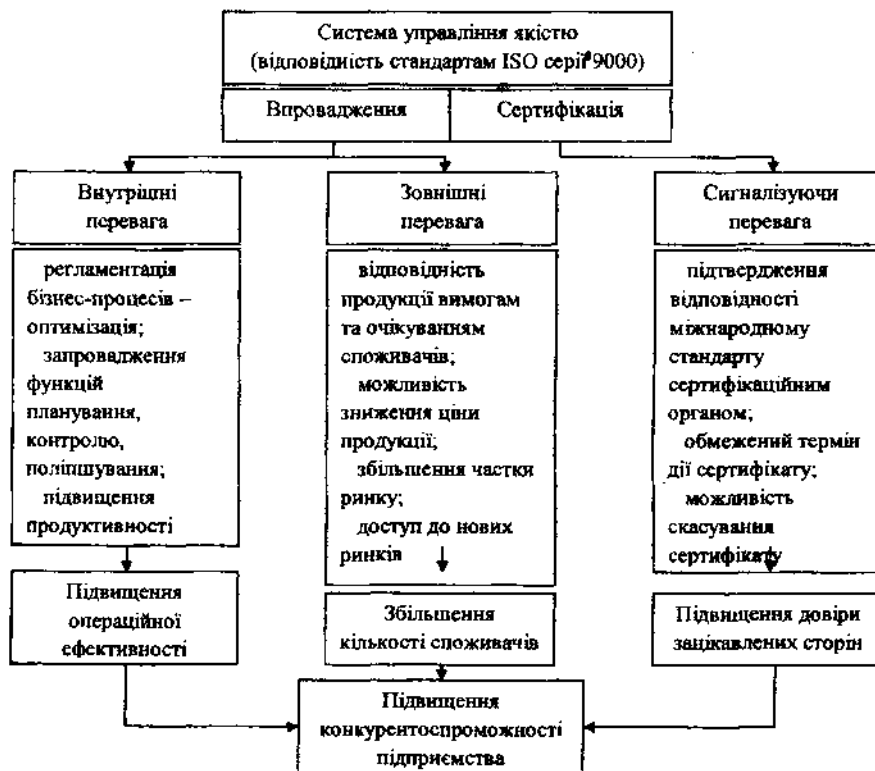 Система управління якістю
(відповідність стандартам ISO серії 9000)
Впровадження
Сертифікація
Внутрішні
перевага
Зовнішні
перевага
Сигналізуючи
перевага
регламентація
бізнес-процесів –
оптимізація;
запровадження
функцій
планування,
контролю,
поліпшування;
підвищення
продуктивності
відповідність
продукції вимогам
та очікуванням
споживачів;
можливість
зниження ціни
продукції;
збільшення частки
ринку;
доступ до нових
ринків
підтвердження
відповідності
міжнародному
стандарту
сертифікаційним
органом;
обмежений термін
дії сертифікату;
можливість
скасування
сертифікату
Підвищення
операційної
ефективності
Збільшення
кількості споживачів
Підвищення довіри
зацікавлених сторін
Підвищення
конкурентоспроможності
підприємства